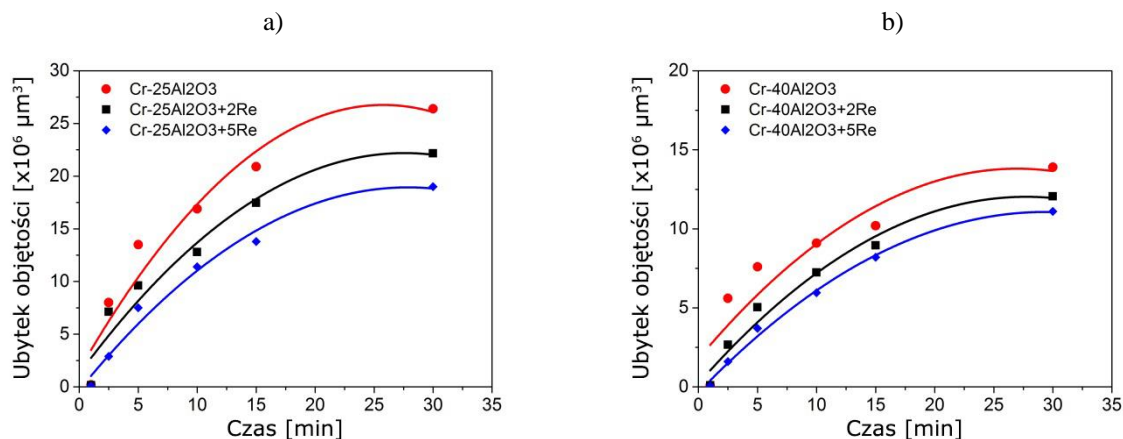 a)
b)
30
25
20
15
10
5
0
Ubytek objętości [x10⁶ µm³]
Cr-25Al2O3
Cr-25Al2O3+2Re
Cr-25Al2O3+5Re
0 5 10 15 20 25 30 35
Czas [min]
20
15
10
5
0
Ubytek objętości [x10⁶ µm³]
Cr-40Al2O3
Cr-40Al2O3+2Re
Cr-40Al2O3+5Re
0 5 10 15 20 25 30 35
Czas [min]